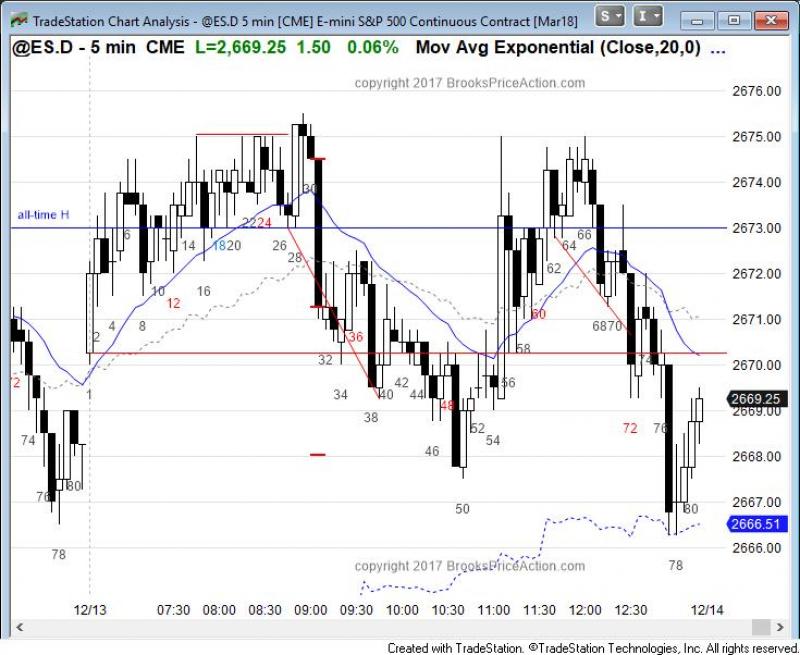 TradeStation Chart Analysis - @ES.D 5 min [CME] E-mini S&P 500 Continuous Contract [Mar18]
S I
@ES.D - 5 min CME L=2,669.25 1.50 0.06% Mov Avg Exponential (Close,20,0) ...
copyright 2017 BrooksPriceAction.com
2676.00
2675.00
2674.00
30
all-time H
22 24
2673.00
6 14 18 20 26 66
64
28
62
2672.00
10 16
12
2671.00
60
4 8 68 70
2 36
32 58 74
2670.00
72 1 34 40 42 44 56
2669.25
2669.00
38 48
74 46 52 54 72 76
2668.00
76 80
2667.00
50 80
2666.51
78
2666.00
copyright 2017 BrooksPriceAction.com
78
12/13 07:30 08:00 08:30 09:00 09:30 10:00 10:30 11:00 11:30 12:00 12:30 12/14
Created with TradeStation. ©TradeStation Technologies, Inc. All rights reserved.